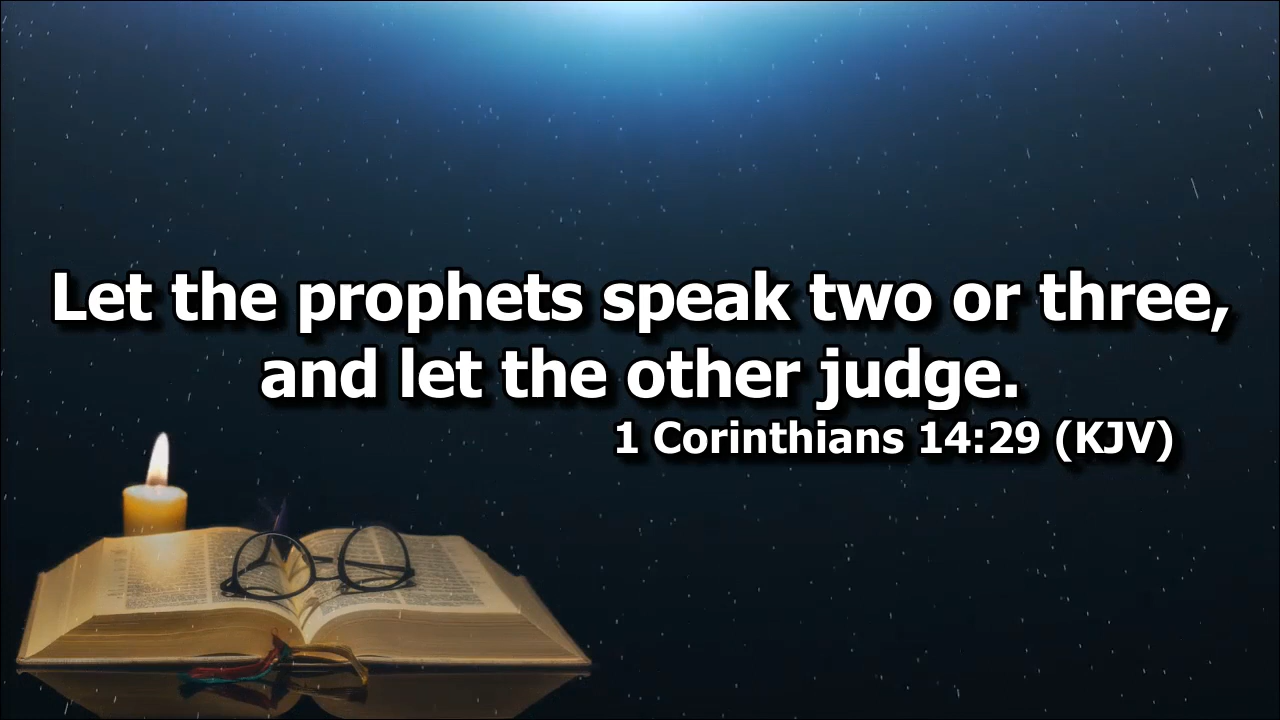 Let the prophets speak two or three,
and let the other judge.
1 Corinthians 14:29 (KJV)